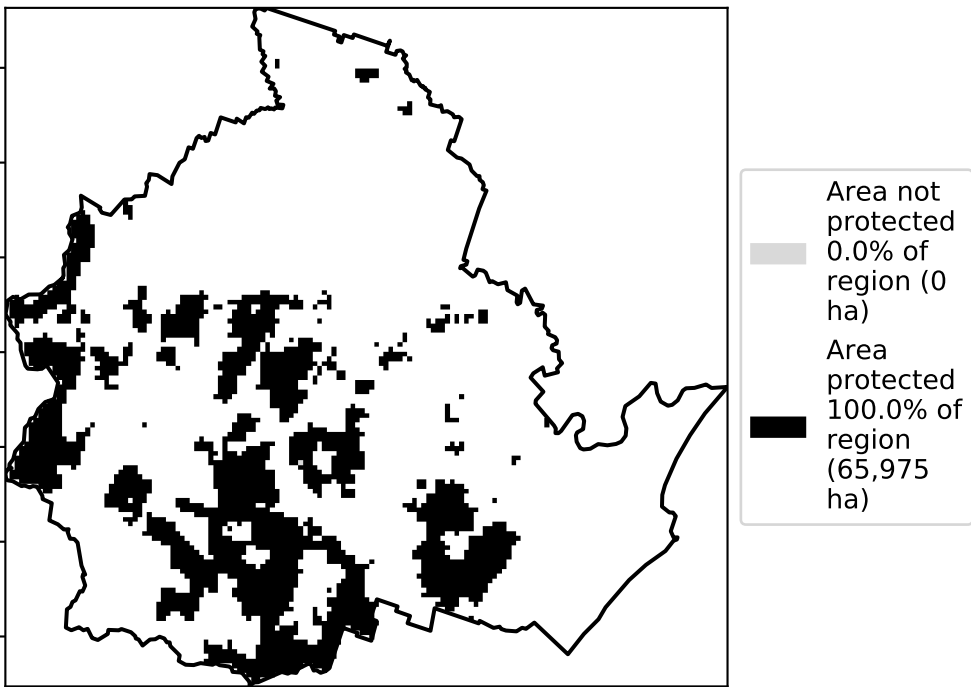 Area not
protected
0.0% of
region (0
ha)
Area
protected
100.0% of
region
(65,975
ha)